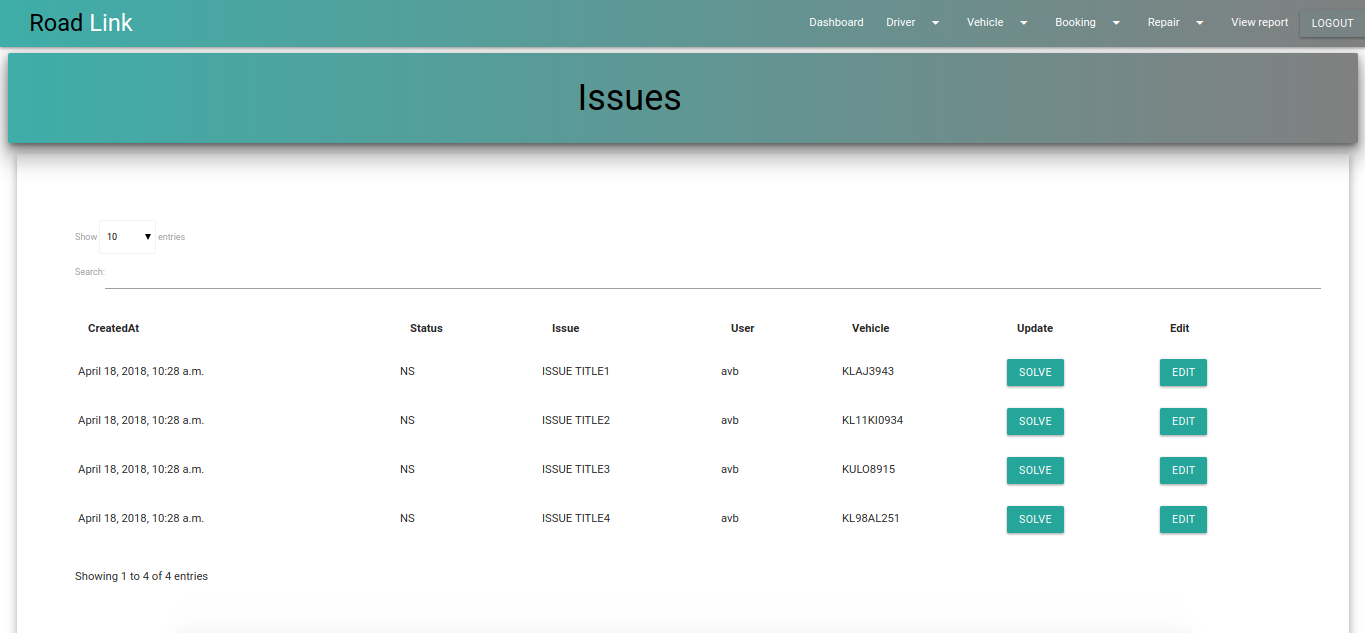 Road Link Dashboard Driver Vehicle Booking Repair View report LOGOUT
Issues
Show 10 entries
Search:
CreatedAt Status Issue User Vehicle Update Edit
April 18, 2018, 10:28 a.m. NS ISSUE TITLE1 avb KLAJ3943 SOLVE EDIT
April 18, 2018, 10:28 a.m. NS ISSUE TITLE2 avb KL11KI0934 SOLVE EDIT
April 18, 2018, 10:28 a.m. NS ISSUE TITLE3 avb KULO8915 SOLVE EDIT
April 18, 2018, 10:28 a.m. NS ISSUE TITLE4 avb KL98AL251 SOLVE EDIT
Showing 1 to 4 of 4 entries